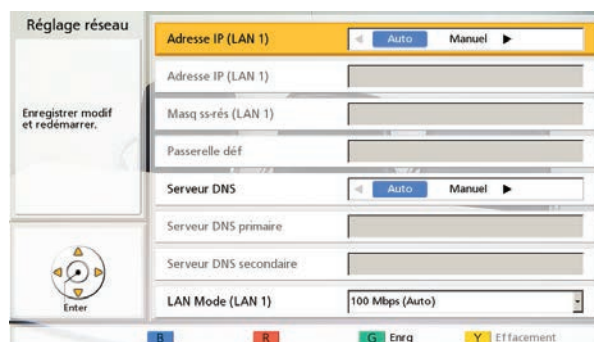 Réglage réseau
Enregistrer modif
et redémarrer.
Enter
Adresse IP (LAN 1) Auto Manuel
Adresse IP (LAN 1)
Masq ss-rés (LAN 1)
Passerelle déf
Serveur DNS Auto Manuel
Serveur DNS primaire
Serveur DNS secondaire
LAN Mode (LAN 1) 100 Mbps (Auto)
B R G Enrg Y Effacement